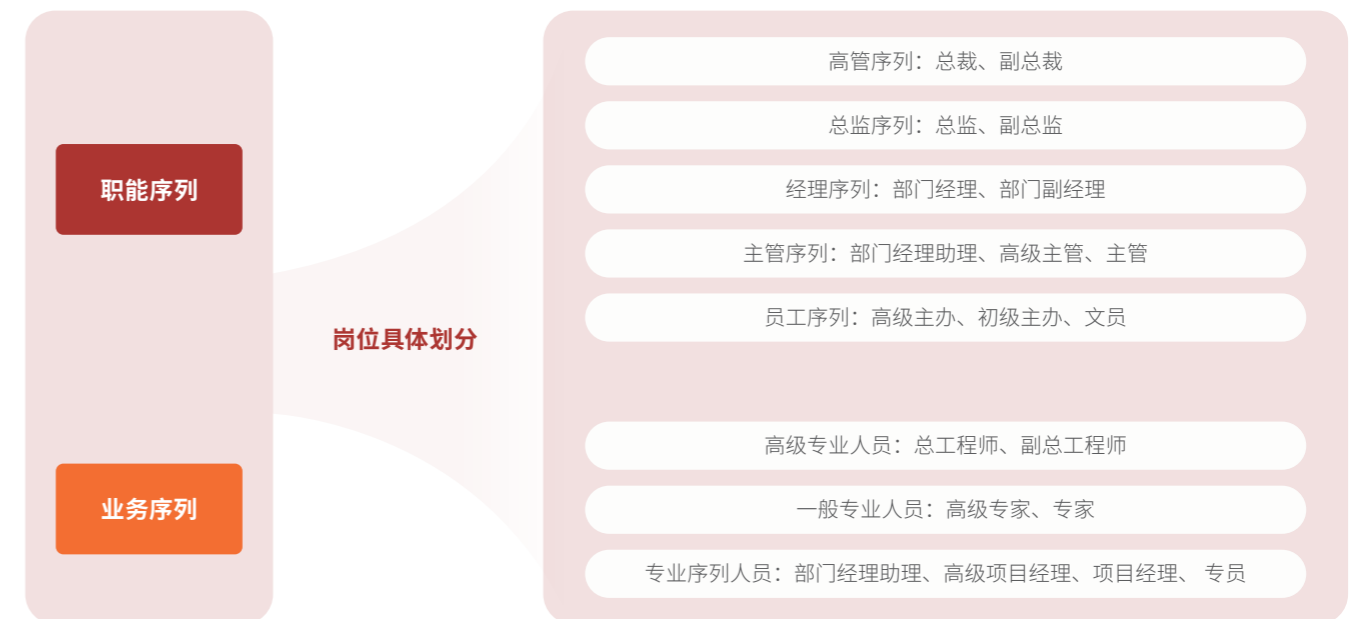 职能序列
业务序列
岗位具体划分
高管序列：总裁、副总裁
总监序列：总监、副总监
经理序列：部门经理、部门副经理
主管序列：部门经理助理、高级主管、主管
员工序列：高级主办、初级主办、文员
高级专业人员：总工程师、副总工程师
一般专业人员：高级专家、专家
专业序列人员：部门经理助理、高级项目经理、项目经理、 专员